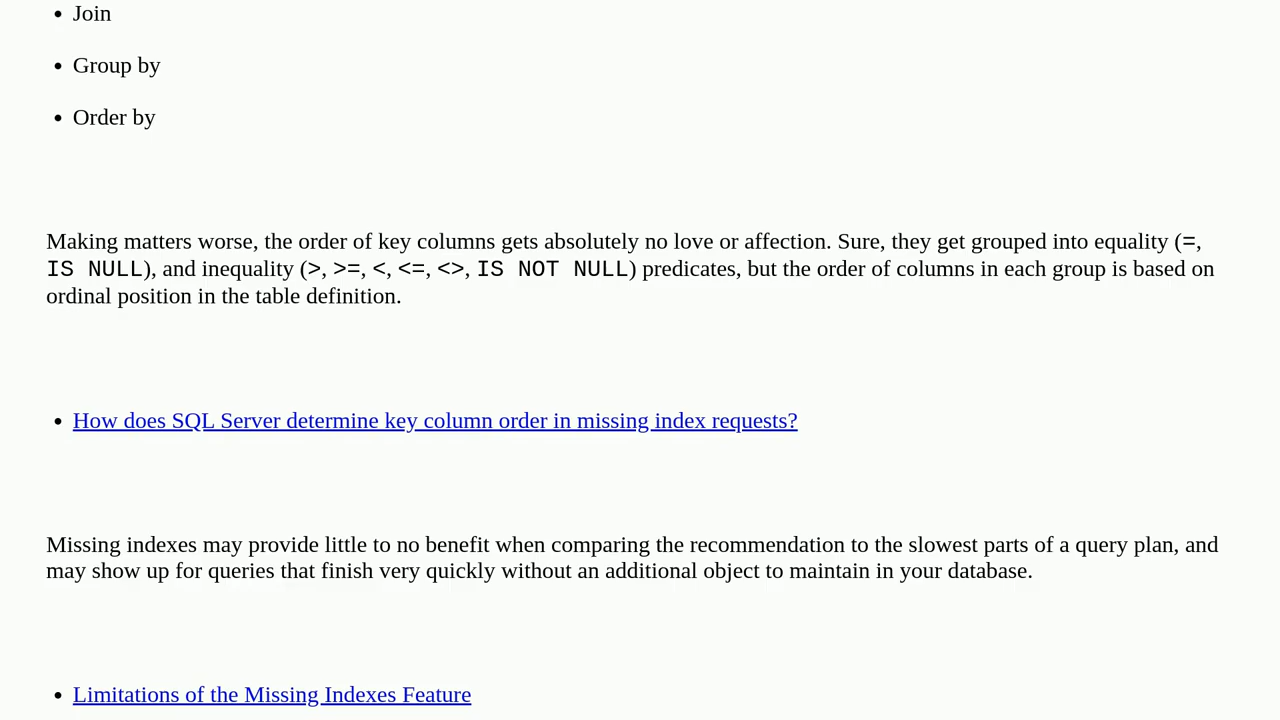 Join
Group by
Order by
Making matters worse, the order of key columns gets absolutely no love or affection. Sure, they get grouped into equality (=,
IS NULL), and inequality (>, >=, <, <=, <>, IS NOT NULL) predicates, but the order of columns in each group is based on
ordinal position in the table definition.
How does SQL Server determine key column order in missing index requests?
Missing indexes may provide little to no benefit when comparing the recommendation to the slowest parts of a query plan, and
may show up for queries that finish very quickly without an additional object to maintain in your database.
Limitations of the Missing Indexes Feature